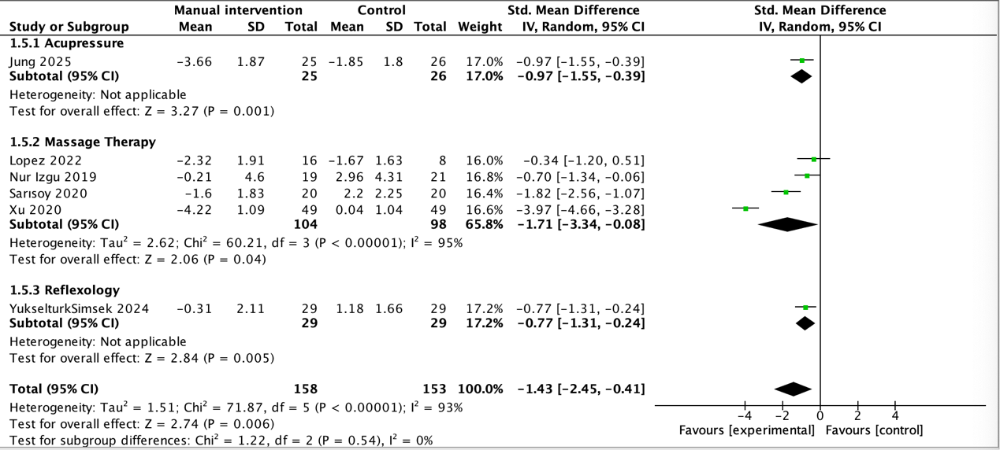 Manual intervention Control Std. Mean Difference Std. Mean Difference
Study or Subgroup Mean SD Total Mean SD Total Weight IV, Random, 95% CI IV, Random, 95% CI
1.5.1 Acupressure
Jung 2025 −3.66 1.87 25 −1.85 1.8 26 17.0% −0.97 [−1.55, −0.39]
Subtotal (95% CI) 25 26 17.0% −0.97 [−1.55, −0.39]
Heterogeneity: Not applicable
Test for overall effect: Z = 3.27 (P = 0.001)
1.5.2 Massage Therapy
Lopez 2022 −2.32 1.91 16 −1.67 1.63 8 16.0% −0.34 [−1.20, 0.51]
Nur Izgu 2019 −0.21 4.6 19 2.96 4.31 21 16.8% −0.70 [−1.34, −0.06]
Sarısoy 2020 −1.6 1.83 20 2.2 2.25 20 16.4% −1.82 [−2.56, −1.07]
Xu 2020 −4.22 1.09 49 0.04 1.04 49 16.6% −3.97 [−4.66, −3.28]
Subtotal (95% CI) 104 98 65.8% −1.71 [−3.34, −0.08]
Heterogeneity: Tau² = 2.62; Chi² = 60.21, df = 3 (P < 0.00001); I² = 95%
Test for overall effect: Z = 2.06 (P = 0.04)
1.5.3 Reflexology
YukselturkSimsek 2024 −0.31 2.11 29 1.18 1.66 29 17.2% −0.77 [−1.31, −0.24]
Subtotal (95% CI) 29 29 17.2% −0.77 [−1.31, −0.24]
Heterogeneity: Not applicable
Test for overall effect: Z = 2.84 (P = 0.005)
Total (95% CI) 158 153 100.0% −1.43 [−2.45, −0.41]
Heterogeneity: Tau² = 1.51; Chi² = 71.87, df = 5 (P < 0.00001); I² = 93%
Test for overall effect: Z = 2.74 (P = 0.006)
Test for subgroup differences: Chi² = 1.22, df = 2 (P = 0.54), I² = 0%
−4 −2 0 2 4
Favours [experimental] Favours [control]